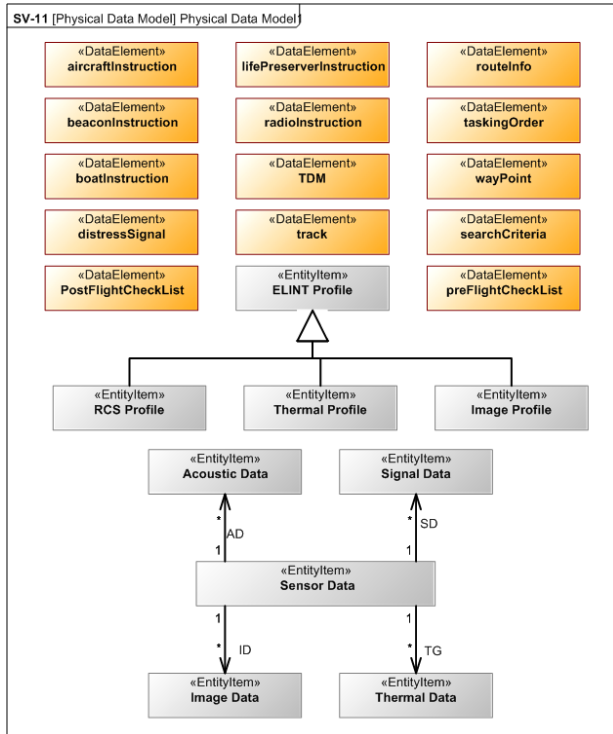 SV-11 [Physical Data Model] Physical Data Model1
«DataElement»
aircraftInstruction
«DataElement»
lifePreserverInstruction
«DataElement»
routeInfo
«DataElement»
beaconInstruction
«DataElement»
radioInstruction
«DataElement»
taskingOrder
«DataElement»
boatInstruction
«DataElement»
TDM
«DataElement»
wayPoint
«DataElement»
distressSignal
«DataElement»
track
«DataElement»
searchCriteria
«DataElement»
PostFlightCheckList
«EntityItem»
ELINT Profile
«DataElement»
preFlightCheckList
«EntityItem»
RCS Profile
«EntityItem»
Thermal Profile
«EntityItem»
Image Profile
«EntityItem»
Acoustic Data
«EntityItem»
Signal Data
*
AD
1
*
SD
1
«EntityItem»
Sensor Data
1
*
ID
1
*
TG
«EntityItem»
Image Data
«EntityItem»
Thermal Data